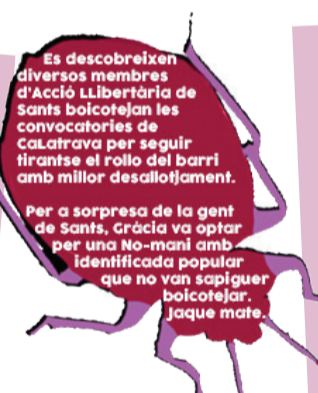 Es descobreixen
diversos membres
d'Acció LLibertària de
Sants boicotejan les
convocatories de
CaLatrava per seguir
tirantse el rollo del barri
amb millor desallotjament.
Per a sorpresa de la gent
de Sants, Gràcia va optar
per una No-mani amb
identificada popular
que no van sapiguer
boicotejar.
Jaque mate.